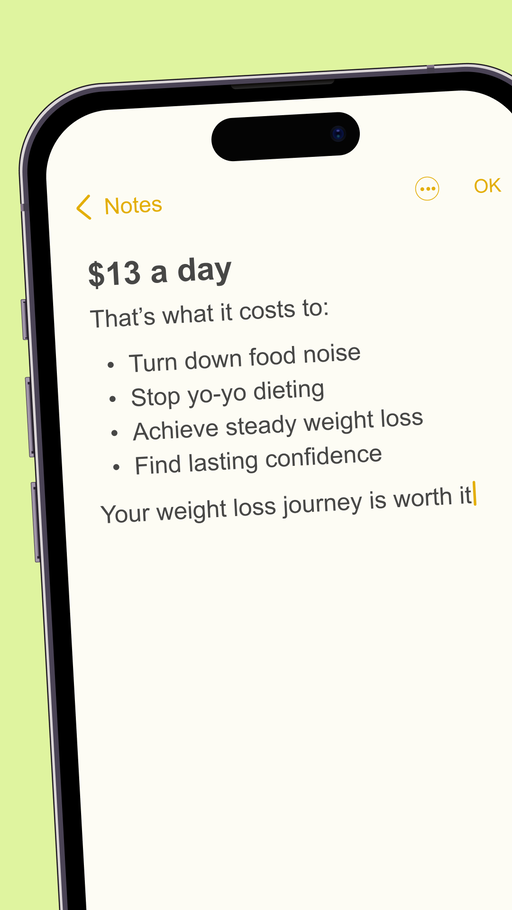 Notes
OK
$13 a day
That’s what it costs to:
• Turn down food noise
• Stop yo-yo dieting
• Achieve steady weight loss
• Find lasting confidence
Your weight loss journey is worth it